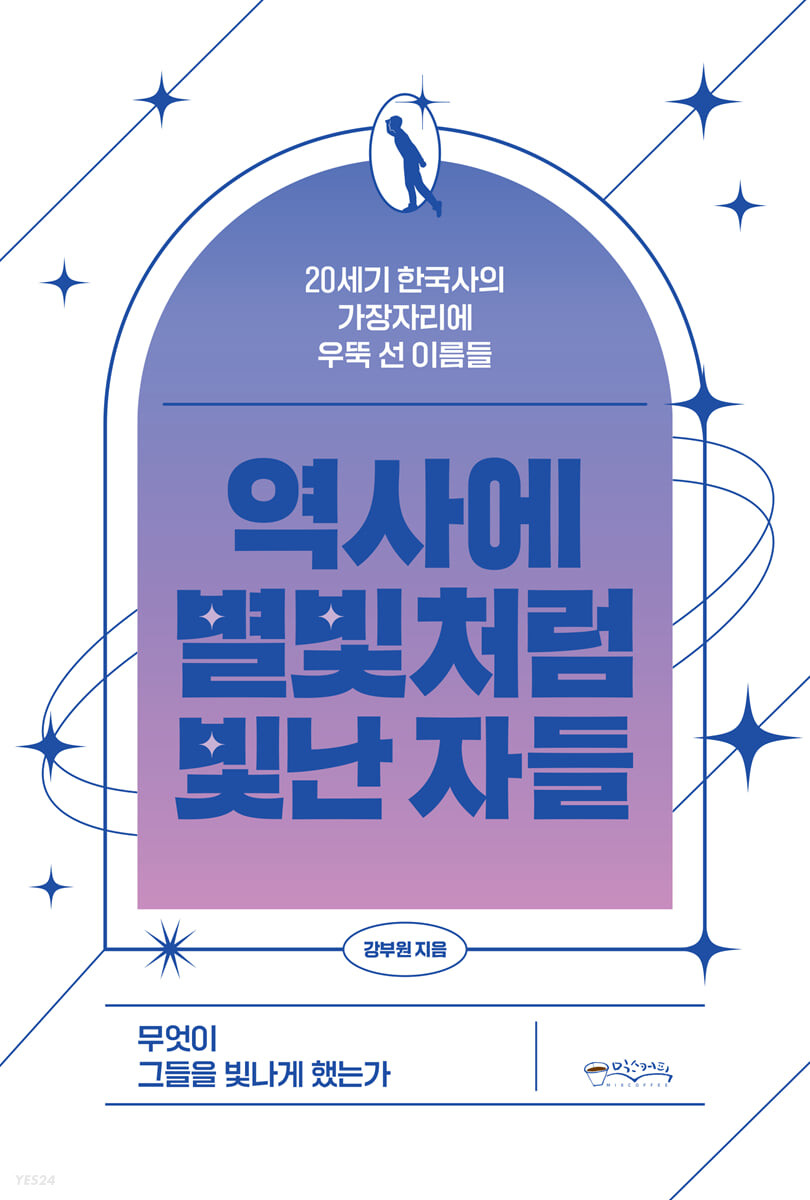 20세기 한국사의
가장자리에
우뚝 선 이름들
역사에
별빛처럼
빛난 자들
강부원 지음
무엇이
그들을 빛나게 했는가
믹스커피
MIXCOFFEE
YES24